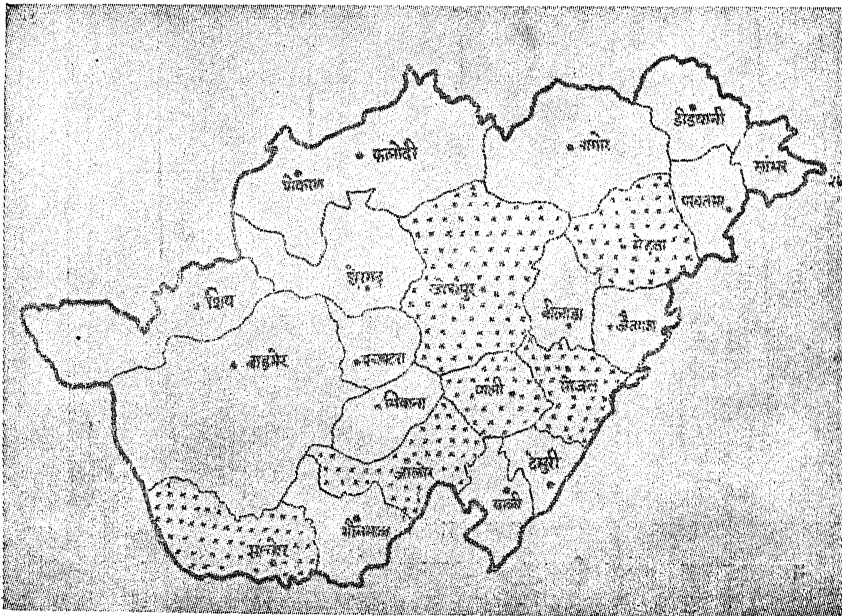 डीडवानी
सांभर
नागोर
फलोदी
पोकरण
परबतसर
मेड़ता
शेरगढ़
जोधपुर
शिव
बीलाड़ा
जैतारण
बाड़मेर
पचपदरा
सिवाना
पाली
सोजत
देसुरी
जालोर
बाली
भीनमाल
सांचोर